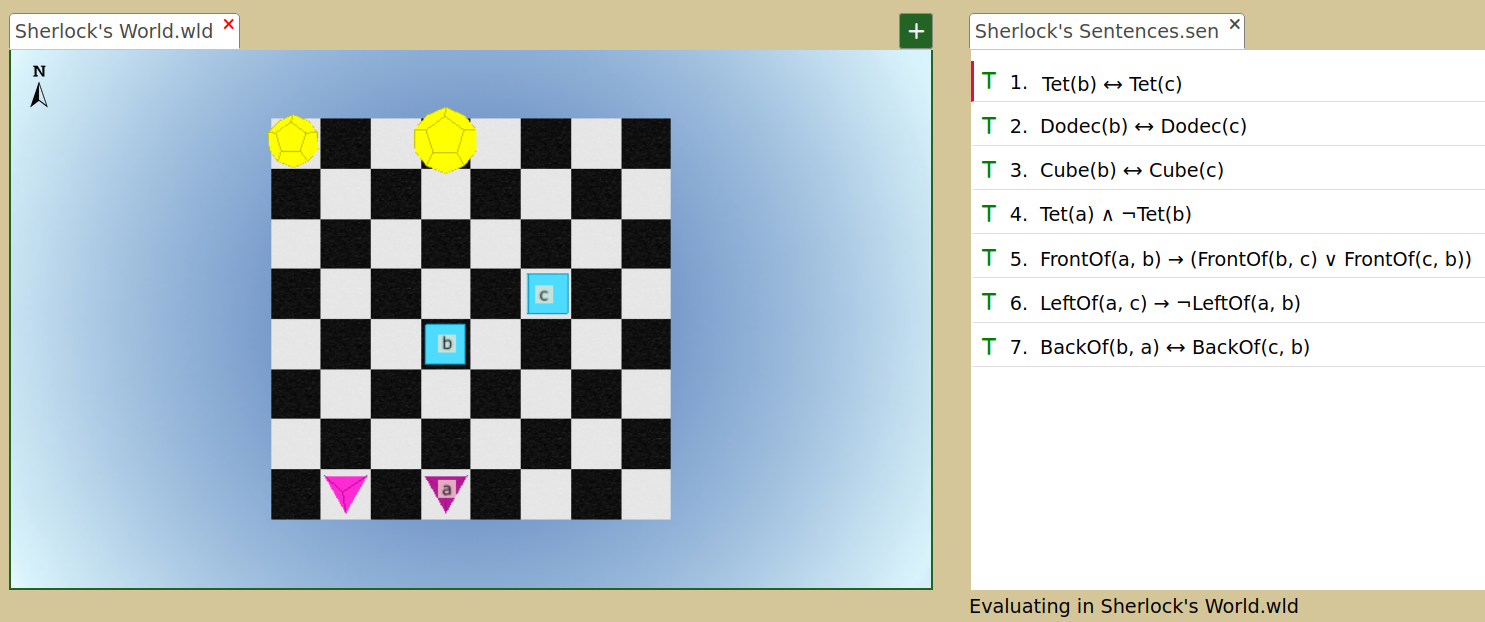 Sherlock's World.wld ×
+
Sherlock's Sentences.sen ×
N
c
b
a
T 1. Tet(b) ↔ Tet(c)
T 2. Dodec(b) ↔ Dodec(c)
T 3. Cube(b) ↔ Cube(c)
T 4. Tet(a) ∧ ¬Tet(b)
T 5. FrontOf(a, b) → (FrontOf(b, c) ∨ FrontOf(c, b))
T 6. LeftOf(a, c) → ¬LeftOf(a, b)
T 7. BackOf(b, a) ↔ BackOf(c, b)
Evaluating in Sherlock's World.wld